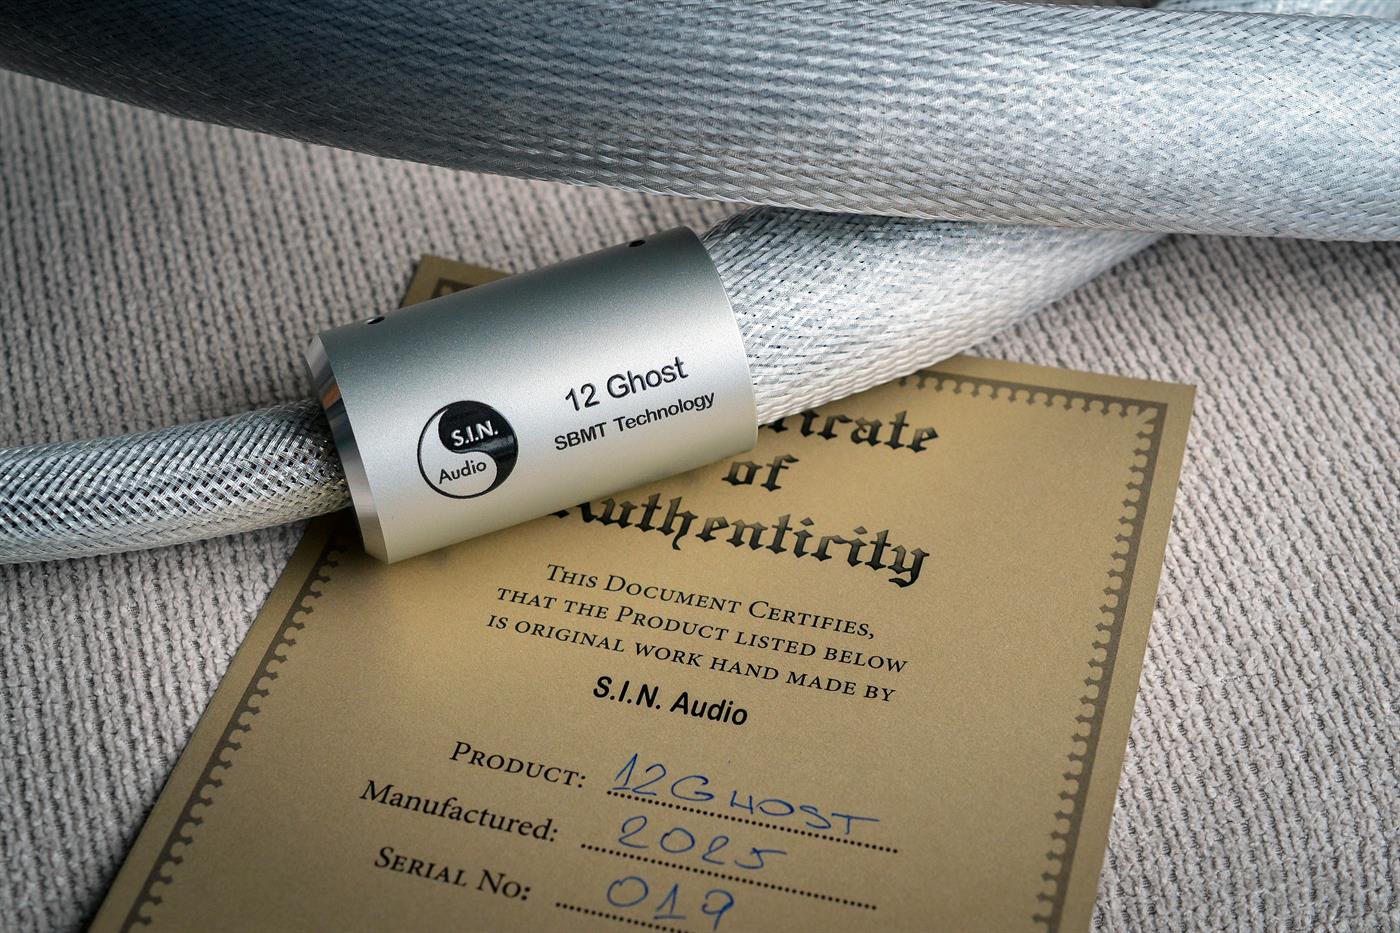 12 Ghost
SBMT Technology
S.I.N.
Audio
of
Authenticity
THIS DOCUMENT CERTIFIES,
THAT THE PRODUCT LISTED BELOW
IS ORIGINAL WORK HAND MADE BY
S.I.N. Audio
PRODUCT: 12GHOST
Manufactured: 2025
SERIAL NO: 019